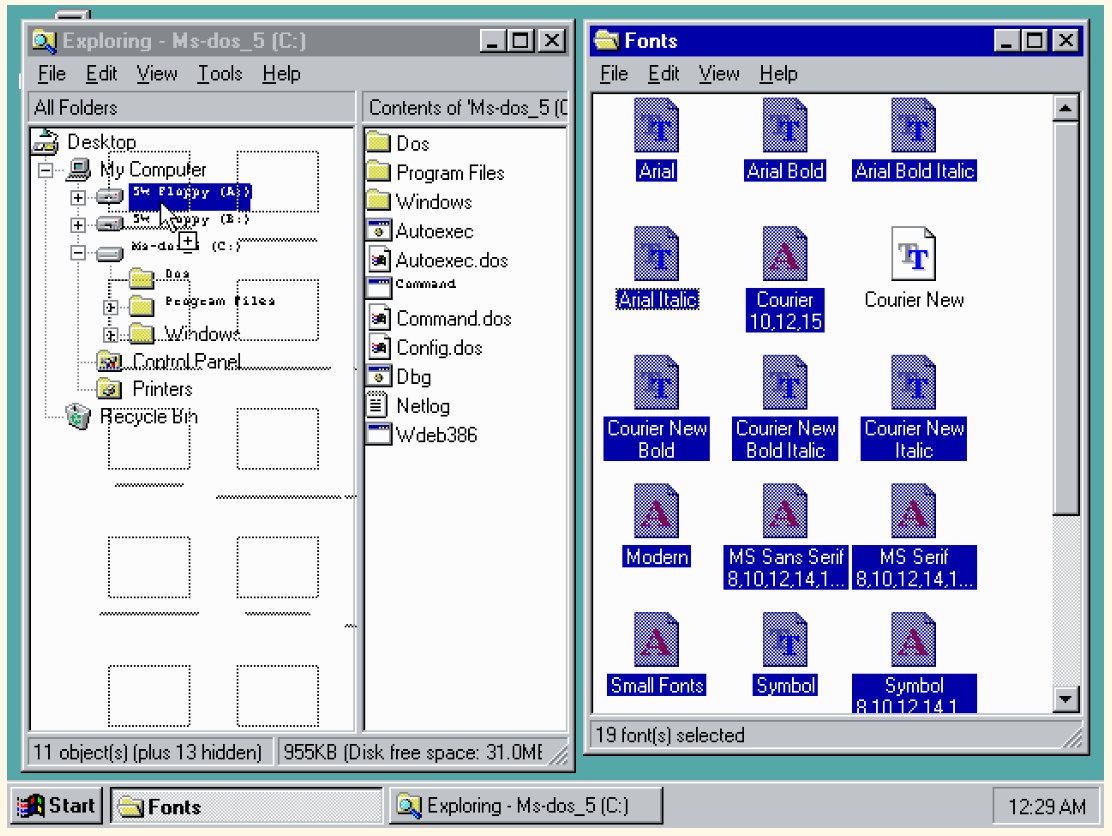 Exploring - Ms-dos_5 (C:)
File Edit View Tools Help
All Folders
Contents of 'Ms-dos_5 (C
Desktop
My Computer
5¼ Floppy (A:)
(B:)
(C:)
Dos
Program Files
Windows
Control Panel
Printers
Recycle Bin
Dos
Program Files
Windows
Autoexec
Autoexec.dos
Command
Command.dos
Config.dos
Dbg
Netlog
Wdeb386
11 object(s) (plus 13 hidden)
955KB (Disk free space: 31.0MB
Fonts
File Edit View Help
Arial
Arial Bold
Arial Bold Italic
Arial Italic
Courier
10,12,15
Courier New
Courier New
Bold
Courier New
Bold Italic
Courier New
Italic
Modern
MS Sans Serif
8,10,12,14,1...
MS Serif
8,10,12,14,1...
Small Fonts
Symbol
Symbol
8,10,12,14,1...
19 font(s) selected
Start
Fonts
Exploring - Ms-dos_5 (C:)
12:29 AM